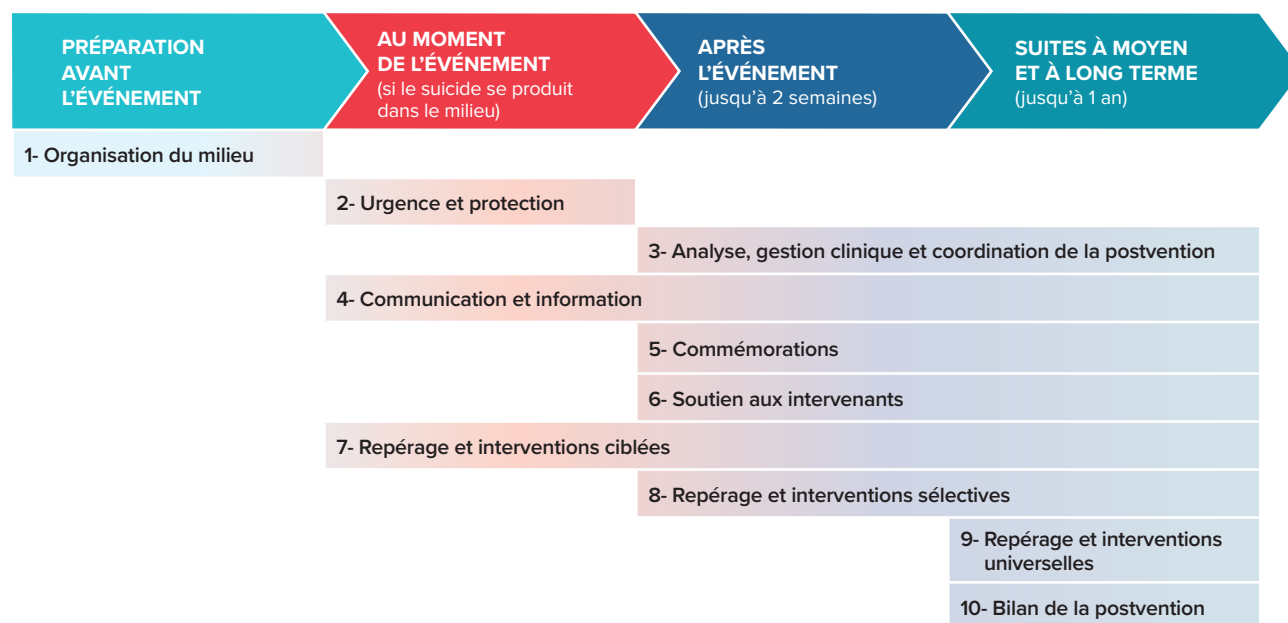 PRÉPARATION
AVANT
L’ÉVÉNEMENT
AU MOMENT
DE L’ÉVÉNEMENT
(si le suicide se produit
dans le milieu)
APRÈS
L’ÉVÉNEMENT
(jusqu’à 2 semaines)
SUITES À MOYEN
ET À LONG TERME
(jusqu’à 1 an)
1- Organisation du milieu
2- Urgence et protection
3- Analyse, gestion clinique et coordination de la postvention
4- Communication et information
5- Commémorations
6- Soutien aux intervenants
7- Repérage et interventions ciblées
8- Repérage et interventions sélectives
9- Repérage et interventions
universelles
10- Bilan de la postvention